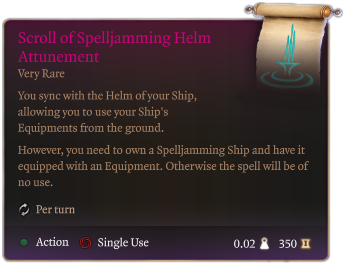 Scroll of Spelljamming Helm
Attunement
Very Rare
You sync with the Helm of your Ship,
allowing you to use your Ship's
Equipments from the ground.
However, you need to own a Spelljamming Ship and have it
equipped with an Equipment. Otherwise the spell will be of
no use.
Per turn
Action Single Use 0.02 350